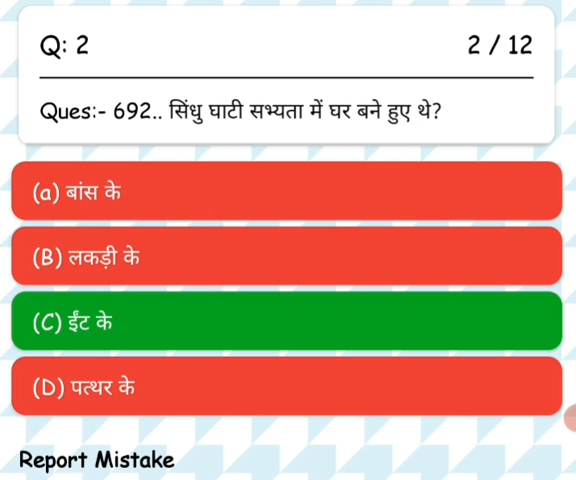 Q: 2
2 / 12
Ques:- 692.. सिंधु घाटी सभ्यता में घर बने हुए थे?
(a) बांस के
(B) लकड़ी के
(C) ईंट के
(D) पत्थर के
Report Mistake